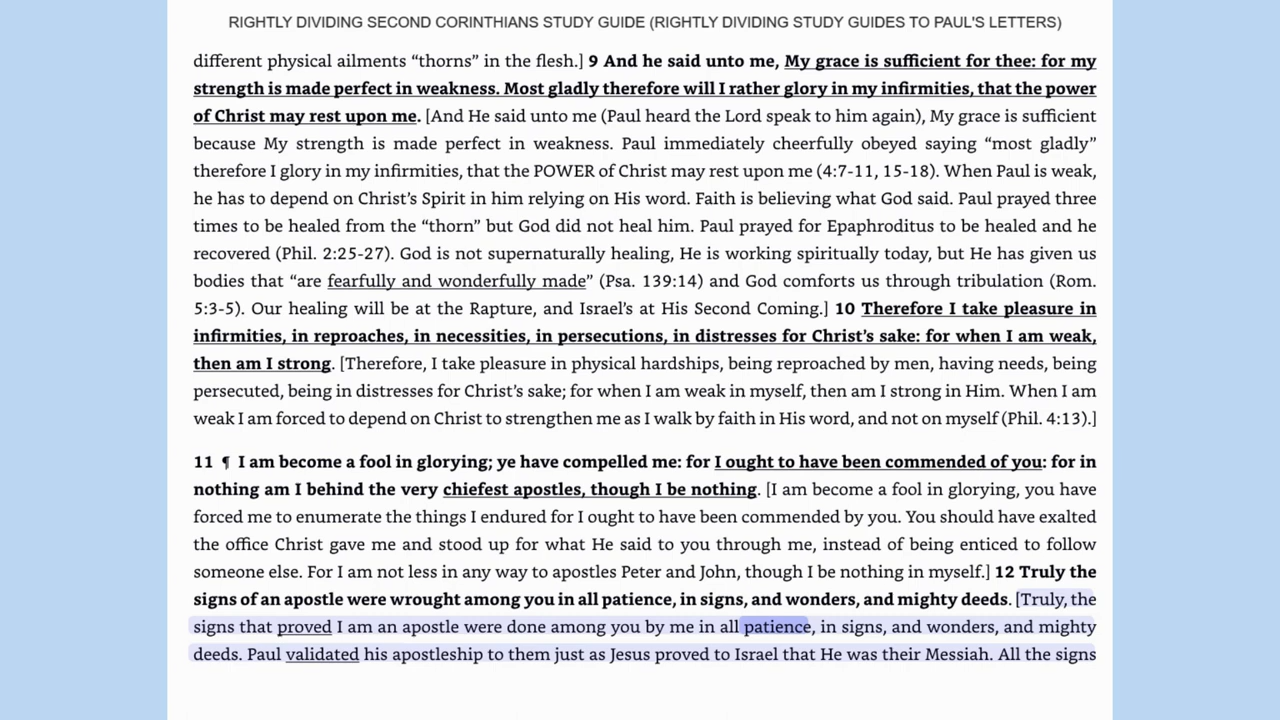 RIGHTLY DIVIDING SECOND CORINTHIANS STUDY GUIDE (RIGHTLY DIVIDING STUDY GUIDES TO PAUL'S LETTERS)
different physical ailments “thorns” in the flesh.] 9 And he said unto me, My grace is sufficient for thee: for my
strength is made perfect in weakness. Most gladly therefore will I rather glory in my infirmities, that the power
of Christ may rest upon me. [And He said unto me (Paul heard the Lord speak to him again), My grace is sufficient
because My strength is made perfect in weakness. Paul immediately cheerfully obeyed saying “most gladly”
therefore I glory in my infirmities, that the POWER of Christ may rest upon me (4:7-11, 15-18). When Paul is weak,
he has to depend on Christ’s Spirit in him relying on His word. Faith is believing what God said. Paul prayed three
times to be healed from the “thorn” but God did not heal him. Paul prayed for Epaphroditus to be healed and he
recovered (Phil. 2:25-27). God is not supernaturally healing, He is working spiritually today, but He has given us
bodies that “are fearfully and wonderfully made” (Psa. 139:14) and God comforts us through tribulation (Rom.
5:3-5). Our healing will be at the Rapture, and Israel’s at His Second Coming.] 10 Therefore I take pleasure in
infirmities, in reproaches, in necessities, in persecutions, in distresses for Christ’s sake: for when I am weak,
then am I strong. [Therefore, I take pleasure in physical hardships, being reproached by men, having needs, being
persecuted, being in distresses for Christ’s sake; for when I am weak in myself, then am I strong in Him. When I am
weak I am forced to depend on Christ to strengthen me as I walk by faith in His word, and not on myself (Phil. 4:13).]
11 ¶ I am become a fool in glorying; ye have compelled me: for I ought to have been commended of you: for in
nothing am I behind the very chiefest apostles, though I be nothing. [I am become a fool in glorying, you have
forced me to enumerate the things I endured for I ought to have been commended by you. You should have exalted
the office Christ gave me and stood up for what He said to you through me, instead of being enticed to follow
someone else. For I am not less in any way to apostles Peter and John, though I be nothing in myself.] 12 Truly the
signs of an apostle were wrought among you in all patience, in signs, and wonders, and mighty deeds. [Truly, the
signs that proved I am an apostle were done among you by me in all patience, in signs, and wonders, and mighty
deeds. Paul validated his apostleship to them just as Jesus proved to Israel that He was their Messiah. All the signs